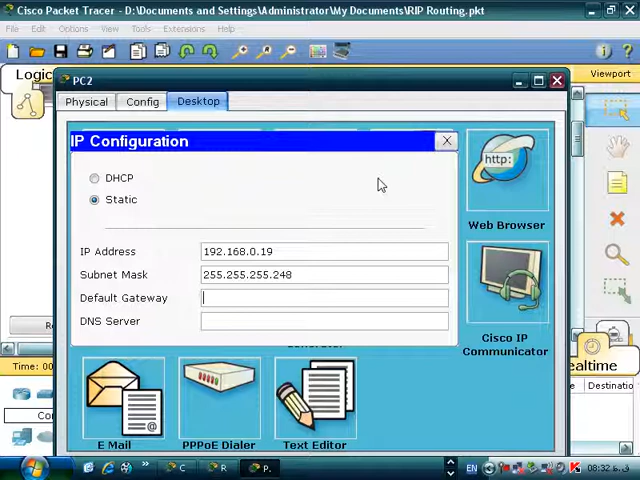 Cisco Packet Tracer - D:\Documents and Settings\Administrator\My Documents\RIP Routing.pkt
File Edit Options View Tools Extensions Help
Logic
Viewport
PC2
Physical Config Desktop
IP Configuration
DHCP
Static
http:
Web Browser
IP Address 192.168.0.19
Subnet Mask 255.255.255.248
Default Gateway
DNS Server
Cisco IP
Communicator
ealtime
Time: 00
Destinatio
E Mail
PPPoE Dialer
Text Editor
C
R
P.
EN